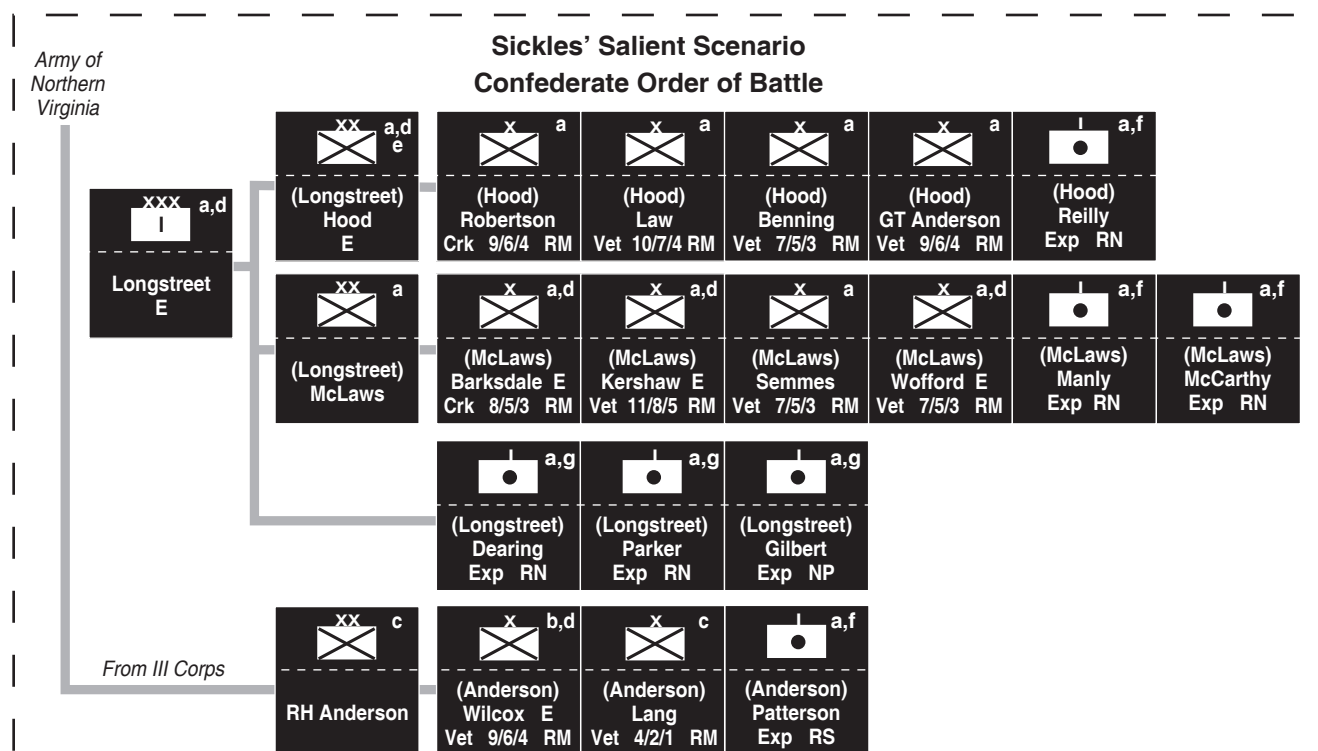 Sickles’ Salient Scenario
Confederate Order of Battle
Army of
Northern
Virginia
XXX a,d
I
Longstreet
E
XX a,d
e
(Longstreet)
Hood
E
X a
(Hood)
Robertson
Crk 9/6/4 RM
X a
(Hood)
Law
Vet 10/7/4 RM
X a
(Hood)
Benning
Vet 7/5/3 RM
X a
(Hood)
GT Anderson
Vet 9/6/4 RM
I a,f
(Hood)
Reilly
Exp RN
XX a
(Longstreet)
McLaws
X a,d
(McLaws)
Barksdale E
Crk 8/5/3 RM
X a,d
(McLaws)
Kershaw E
Vet 11/8/5 RM
X a
(McLaws)
Semmes
Vet 7/5/3 RM
X a,d
(McLaws)
Wofford E
Vet 7/5/3 RM
I a,f
(McLaws)
Manly
Exp RN
I a,f
(McLaws)
McCarthy
Exp RN
I a,g
(Longstreet)
Dearing
Exp RN
I a,g
(Longstreet)
Parker
Exp RN
I a,g
(Longstreet)
Gilbert
Exp NP
From III Corps
XX c
RH Anderson
X b,d
(Anderson)
Wilcox E
Vet 9/6/4 RM
X c
(Anderson)
Lang
Vet 4/2/1 RM
I a,f
(Anderson)
Patterson
Exp RS